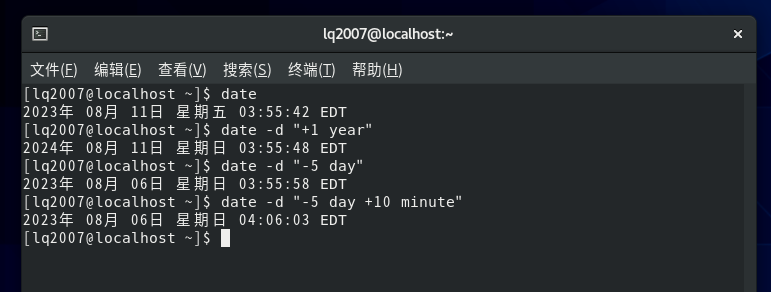 lq2007@localhost:~
文件(F) 编辑(E) 查看(V) 搜索(S) 终端(T) 帮助(H)
[lq2007@localhost ~]$ date
2023年 08月 11日 星期五 03:55:42 EDT
[lq2007@localhost ~]$ date -d "+1 year"
2024年 08月 11日 星期日 03:55:48 EDT
[lq2007@localhost ~]$ date -d "-5 day"
2023年 08月 06日 星期日 03:55:58 EDT
[lq2007@localhost ~]$ date -d "-5 day +10 minute"
2023年 08月 06日 星期日 04:06:03 EDT
[lq2007@localhost ~]$